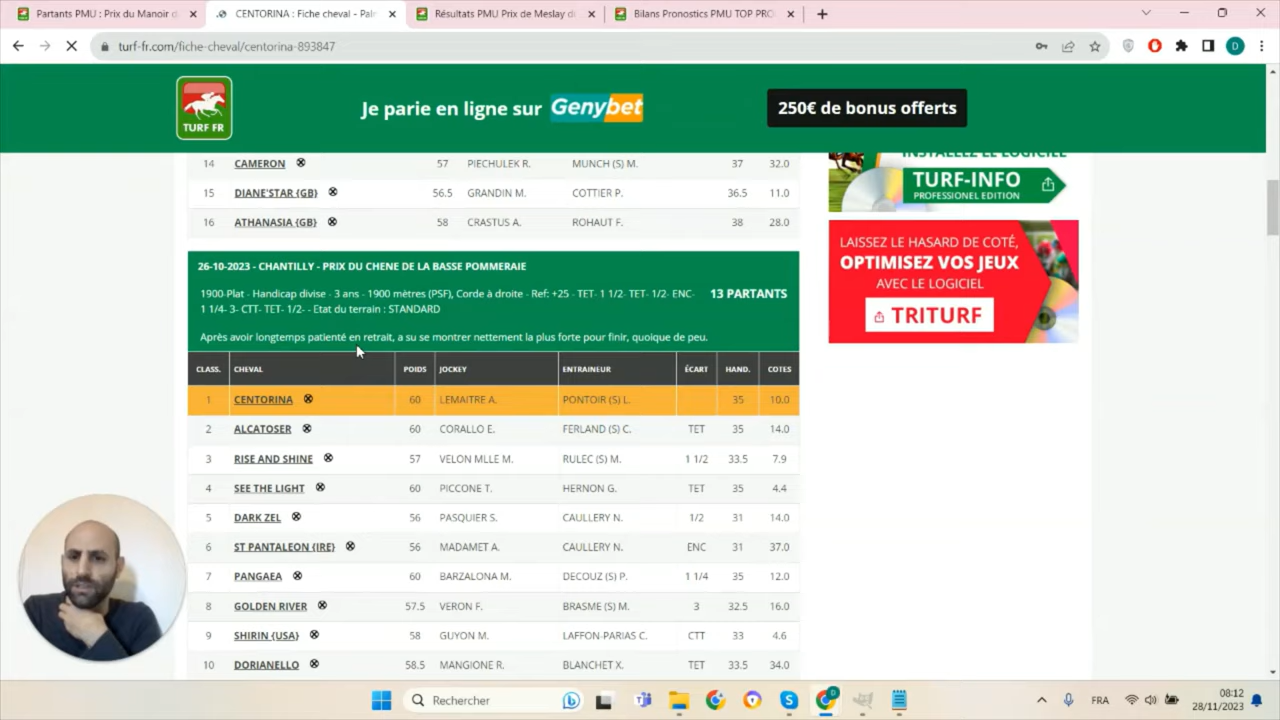 Partants PMU : Prix du Manoir d
CENTORINA : Fiche cheval - Paln
Résultats PMU Prix de Meslay d
Bilans Pronostics PMU TOP PRO
turf-fr.com/fiche-cheval/centorina-893847
D
TURF FR
Je parie en ligne sur Genybet
250€ de bonus offerts
14 CAMERON 57 PIECHULEK R. MUNCH (S) M. 37 32.0
15 DIANE'STAR {GB} 56.5 GRANDIN M. COTTIER P. 36.5 11.0
16 ATHANASIA {GB} 58 CRASTUS A. ROHAUT F. 38 28.0
INSTALLEZ LE LOGICIEL
TURF-INFO
PROFESSIONEL EDITION
LAISSEZ LE HASARD DE COTÉ,
OPTIMISEZ VOS JEUX
AVEC LE LOGICIEL
TRITURF
26-10-2023 - CHANTILLY - PRIX DU CHENE DE LA BASSE POMMERAIE
1900-Plat - Handicap divise - 3 ans - 1900 mètres (PSF), Corde à droite - Ref: +25 - TET- 1 1/2- TET- 1/2- ENC-
1 1/4- 3- CTT- TET- 1/2- - Etat du terrain : STANDARD
13 PARTANTS
Après avoir longtemps patienté en retrait, a su se montrer nettement la plus forte pour finir, quoique de peu.
CLASS. CHEVAL POIDS JOCKEY ENTRAINEUR ÉCART HAND. COTES
1 CENTORINA 60 LEMAITRE A. PONTOIR (S) L. 35 10.0
2 ALCATOSER 60 CORALLO E. FERLAND (S) C. TET 35 14.0
3 RISE AND SHINE 57 VELON MLLE M. RULEC (S) M. 1 1/2 33.5 7.9
4 SEE THE LIGHT 60 PICCONE T. HERNON G. TET 35 4.4
5 DARK ZEL 56 PASQUIER S. CAULLERY N. 1/2 31 14.0
6 ST PANTALEON {IRE} 56 MADAMET A. CAULLERY N. ENC 31 37.0
7 PANGAEA 60 BARZALONA M. DECOUZ (S) P. 1 1/4 35 12.0
8 GOLDEN RIVER 57.5 VERON F. BRASME (S) M. 3 32.5 16.0
9 SHIRIN {USA} 58 GUYON M. LAFFON-PARIAS C. CTT 33 4.6
10 DORIANELLO 58.5 MANGIONE R. BLANCHET X. TET 33.5 34.0
Rechercher
FRA
08:12
28/11/2023